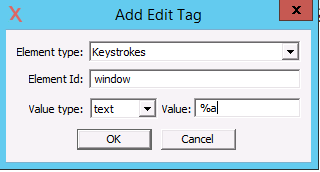 Add Edit Tag
Element type: Keystrokes
Element Id: window
Value type: text Value: %a
OK Cancel